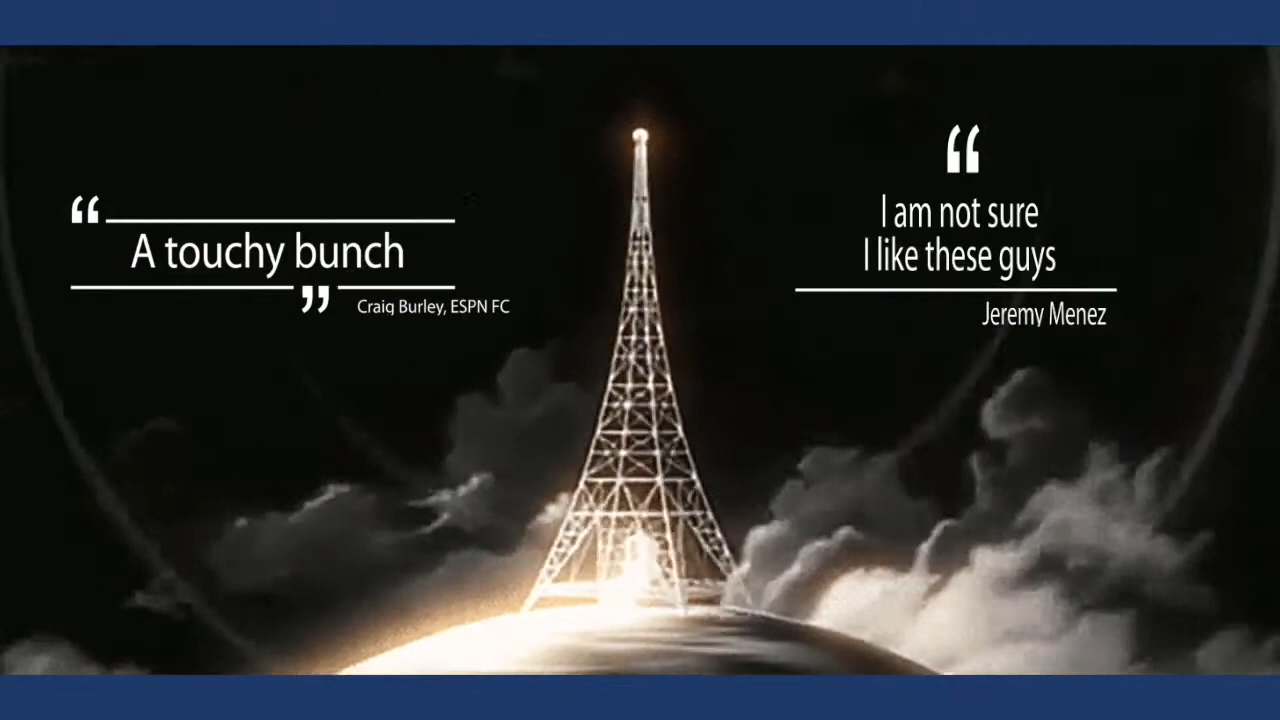 “
A touchy bunch
”
Craig Burley, ESPN FC
“
I am not sure
I like these guys
Jeremy Menez